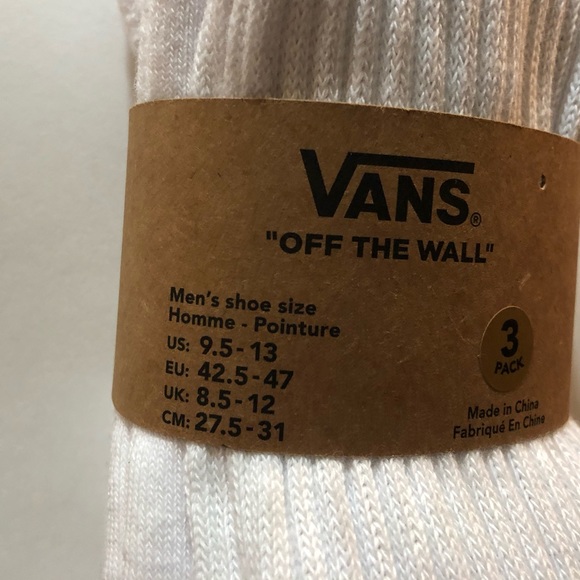 VANS®
"OFF THE WALL"
Men's shoe size
Homme - Pointure
US: 9.5-13
EU: 42.5-47
UK: 8.5-12
CM: 27.5-31
3
PACK
Made in China
Fabriqué En Chine